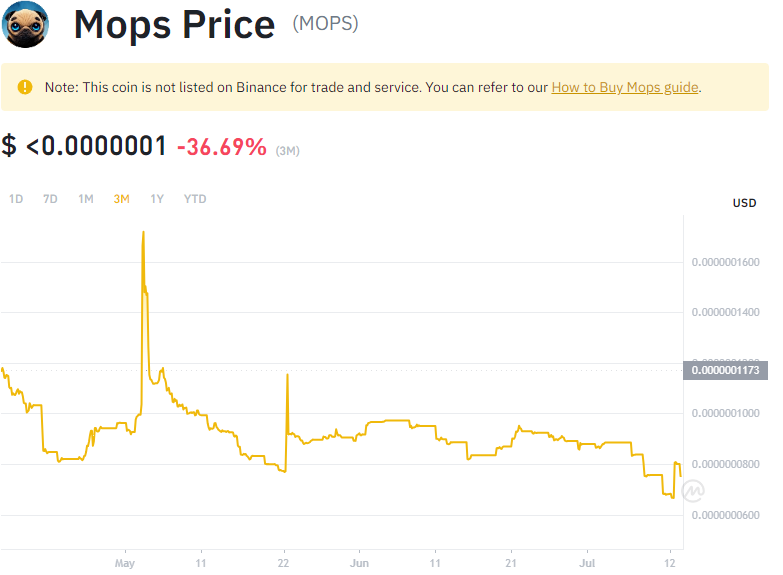 Mops Price (MOPS)
Note: This coin is not listed on Binance for trade and service. You can refer to our How to Buy Mops guide.
$ <0.0000001 -36.69% (3M)
1D 7D 1M 3M 1Y YTD
USD
0.0000001600
0.0000001400
0.0000001173
0.0000001000
0.0000000800
0.0000000600
May 11 22 Jun 11 21 Jul 12